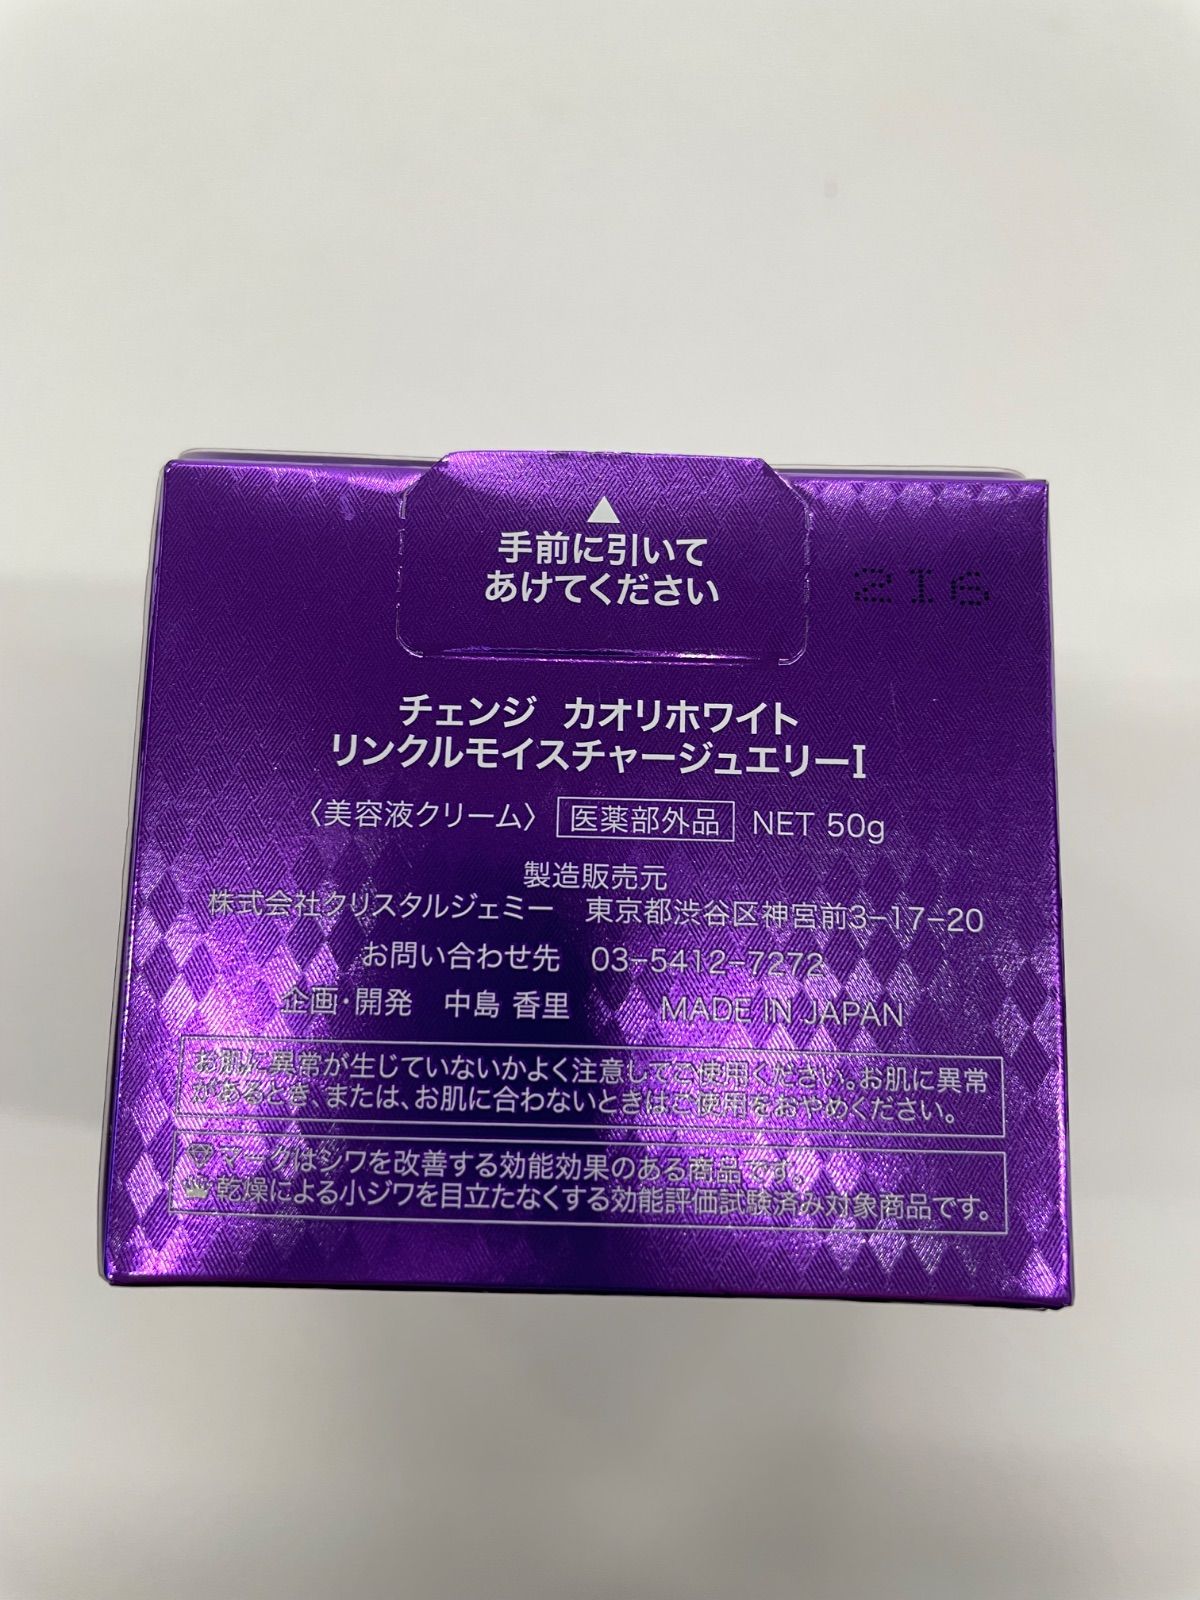 ▲
手前に引いて
あけてください
2I6
チェンジ カオリホワイト
リンクルモイスチャージュエリーI
〈美容液クリーム〉 医薬部外品 NET 50g
製造販売元
株式会社クリスタルジェミー 東京都渋谷区神宮前3-17-20
お問い合わせ先 03-5412-7272
企画・開発 中島 香里 MADE IN JAPAN
お肌に異常が生じていないかよく注意してご使用ください。お肌に異常
があるとき、または、お肌に合わないときはご使用をおやめください。
マークはシワを改善する効能効果のある商品です。
乾燥による小ジワを目立たなくする効能評価試験済み対象商品です。